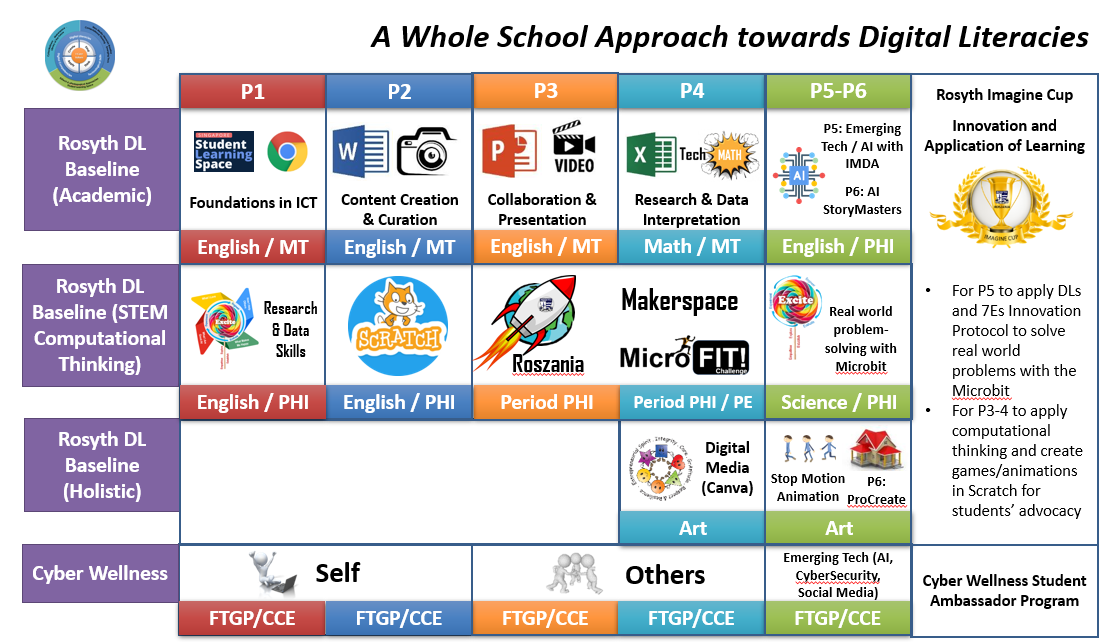 A Whole School Approach towards Digital Literacies
P1
P2
P3
P4
P5-P6
Rosyth Imagine Cup
Innovation and
Application of Learning
IMAGINE CUP
Rosyth DL
Baseline
(Academic)
SINGAPORE
Student
Learning
Space
Foundations in ICT
W
Content Creation
& Curation
P
VIDEO
Collaboration &
Presentation
X
Tech
MATH
Research & Data
Interpretation
AI
P5: Emerging
Tech / AI with
IMDA
P6: AI
StoryMasters
English / MT
English / MT
English / MT
Math / MT
English / PHI
Rosyth DL
Baseline (STEM
Computational
Thinking)
Excite
Research
& Data
Skills
SCRATCH
Roszania
Makerspace
Micro FIT!
Challenge
Excite
Real world
problem-
solving with
Microbit
English / PHI
English / PHI
Period PHI
Period PHI / PE
Science / PHI
• For P5 to apply DLs
and 7Es Innovation
Protocol to solve
real world
problems with the
Microbit
• For P3-4 to apply
computational
thinking and create
games/animations
in Scratch for
students’ advocacy
Rosyth DL
Baseline
(Holistic)
Digital
Media
(Canva)
Stop Motion
Animation
P6:
ProCreate
Art
Art
Cyber Wellness
Self
Others
Emerging Tech (AI,
CyberSecurity,
Social Media)
Cyber Wellness Student
Ambassador Program
FTGP/CCE
FTGP/CCE
FTGP/CCE
FTGP/CCE
FTGP/CCE